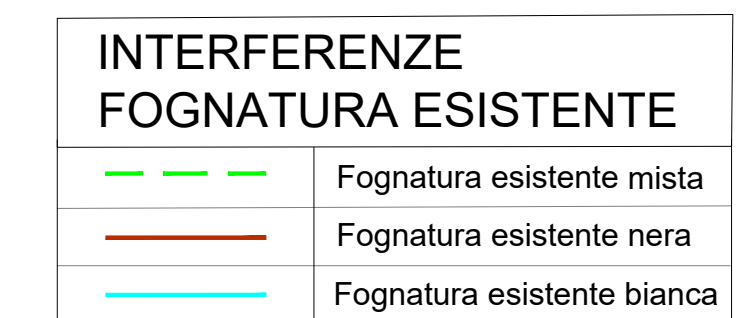 INTERFERENZE
FOGNATURA ESISTENTE
Fognatura esistente mista
Fognatura esistente nera
Fognatura esistente bianca